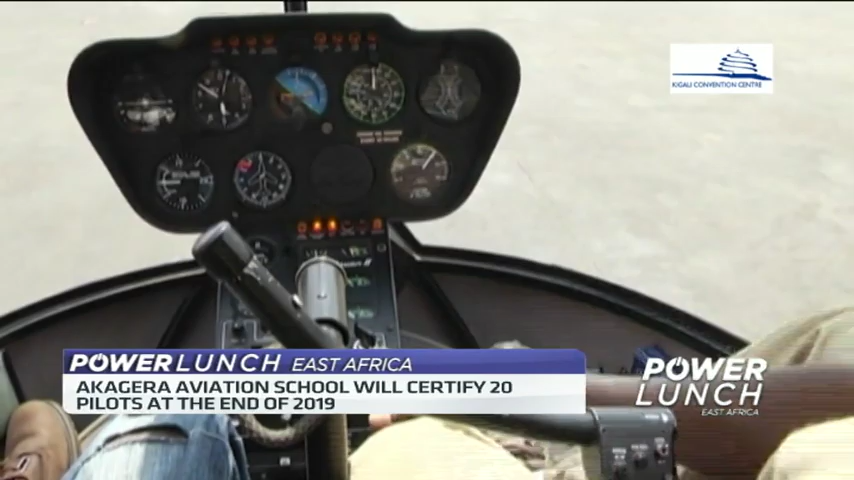 KIGALI CONVENTION CENTRE
POWER LUNCH EAST AFRICA
AKAGERA AVIATION SCHOOL WILL CERTIFY 20
PILOTS AT THE END OF 2019
POWER
LUNCH
EAST AFRICA